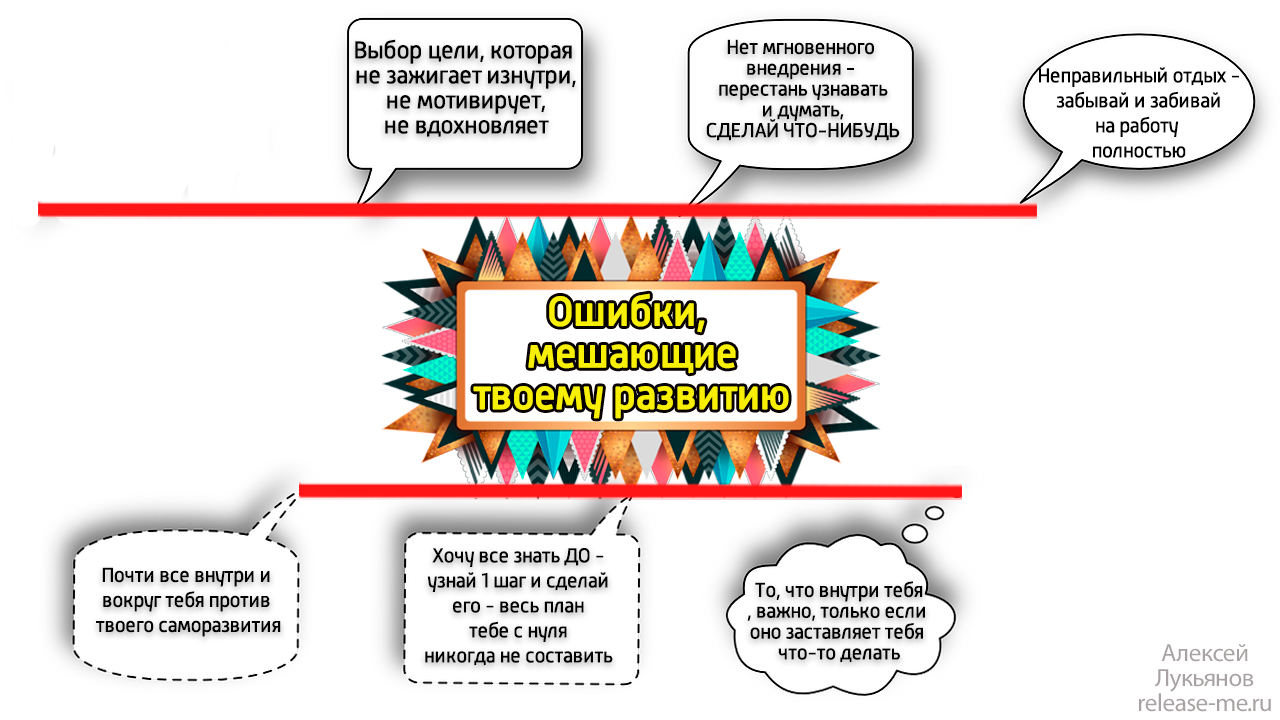 Выбор цели, которая
не зажигает изнутри,
не мотивирует,
не вдохновляет
Нет мгновенного
внедрения -
перестань узнавать
и думать,
СДЕЛАЙ ЧТО-НИБУДЬ
Неправильный отдых -
забывай и забивай
на работу
полностью
Ошибки,
мешающие
твоему развитию
Почти все внутри и
вокруг тебя против
твоего саморазвития
Хочу все знать ДО -
узнай 1 шаг и сделай
его - весь план
тебе с нуля
никогда не составить
То, что внутри тебя
, важно, только если
оно заставляет тебя
что-то делать
Алексей
Лукьянов
release-me.ru